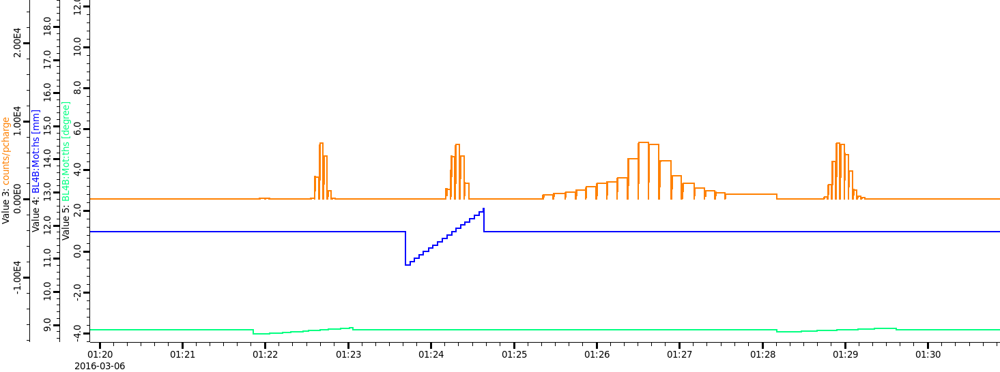 Value 3: counts/pcharge
-1.00E4
0.00E0
1.00E4
2.00E4
Value 4: BL4B:Mot:hs [mm]
9.0
10.0
11.0
12.0
13.0
14.0
15.0
16.0
17.0
18.0
Value 5: BL4B:Mot:ths [degree]
-4.0
-2.0
0.0
2.0
4.0
6.0
8.0
10.0
12.0
01:20 01:21 01:22 01:23 01:24 01:25 01:26 01:27 01:28 01:29 01:30
2016-03-06